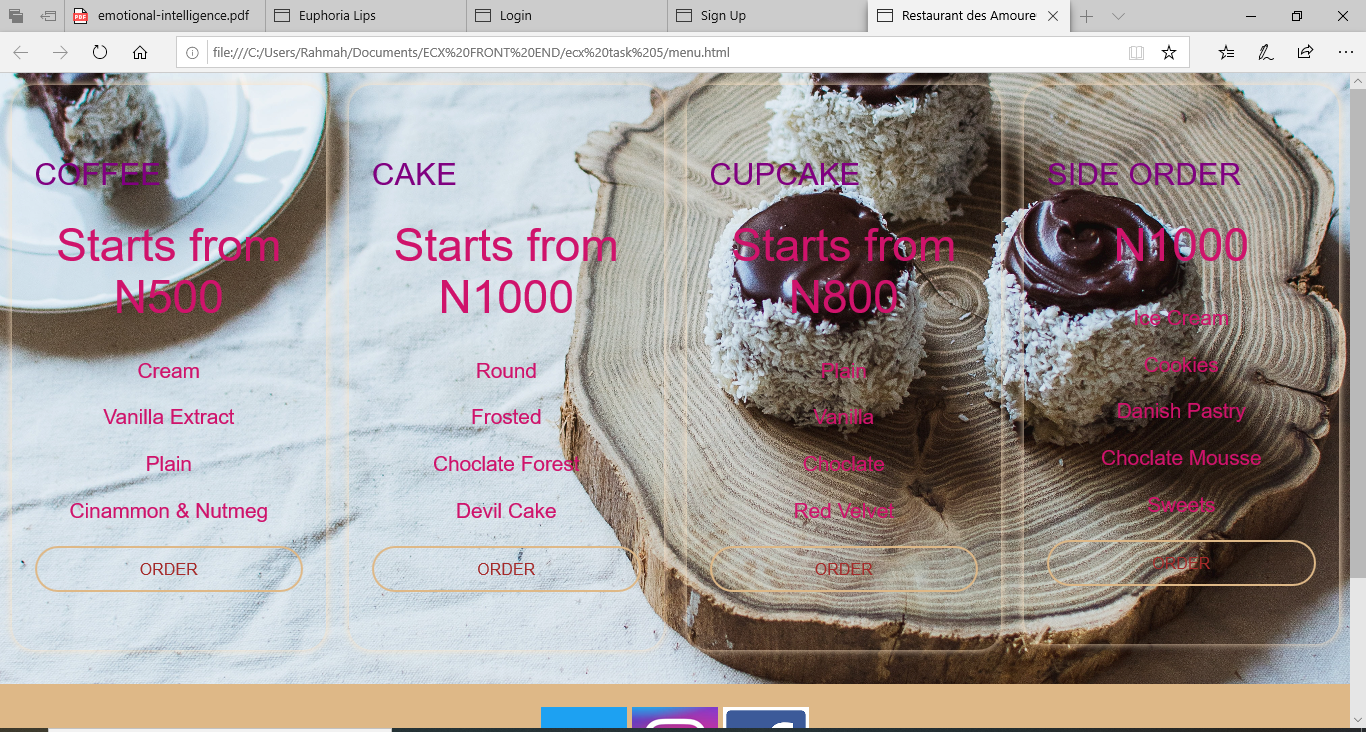 emotional-intelligence.pdf
Euphoria Lips
Login
Sign Up
Restaurant des Amoure
file:///C:/Users/Rahmah/Documents/ECX%20FRONT%20END/ecx%20task%205/menu.html
COFFEE
Starts from
N500
Cream
Vanilla Extract
Plain
Cinammon & Nutmeg
ORDER
CAKE
Starts from
N1000
Round
Frosted
Choclate Forest
Devil Cake
ORDER
CUPCAKE
Starts from
N800
Plain
Vanilla
Choclate
Red Velvet
ORDER
SIDE ORDER
N1000
Ice Cream
Cookies
Danish Pastry
Choclate Mousse
Sweets
ORDER